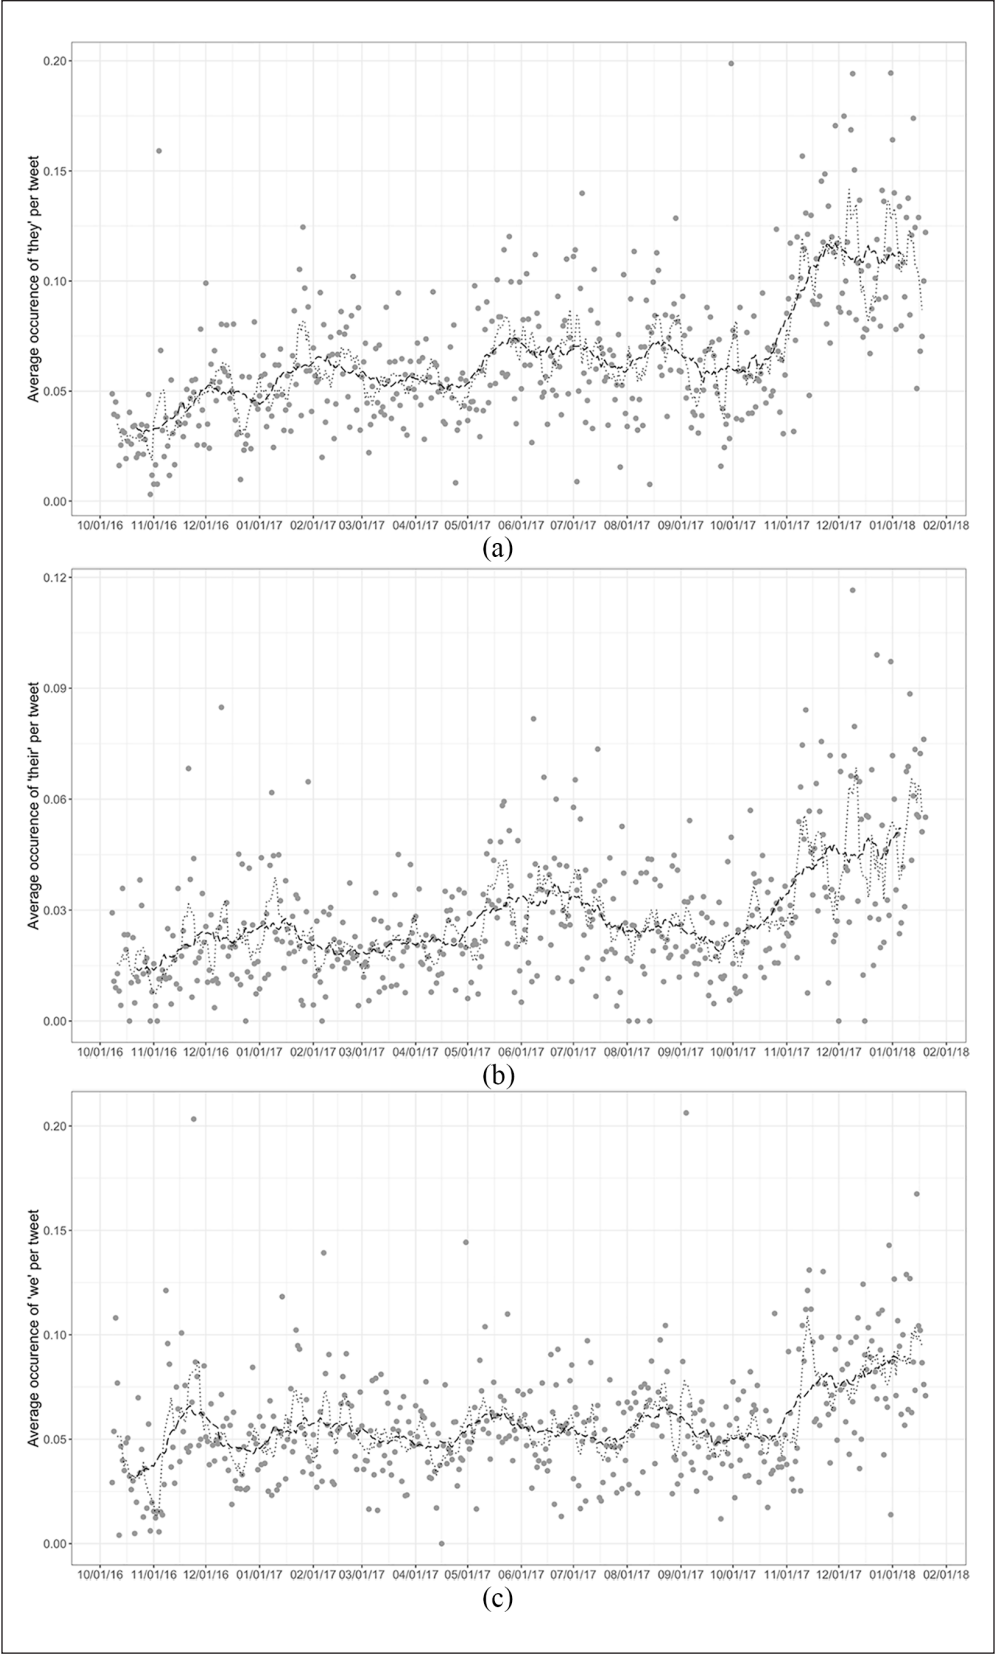 Average occurence of 'they' per tweet
0.20
0.15
0.10
0.05
0.00
10/01/16 11/01/16 12/01/16 01/01/17 02/01/17 03/01/17 04/01/17 05/01/17 06/01/17 07/01/17 08/01/17 09/01/17 10/01/17 11/01/17 12/01/17 01/01/18 02/01/18
(a)
Average occurence of 'their' per tweet
0.12
0.09
0.06
0.03
0.00
10/01/16 11/01/16 12/01/16 01/01/17 02/01/17 03/01/17 04/01/17 05/01/17 06/01/17 07/01/17 08/01/17 09/01/17 10/01/17 11/01/17 12/01/17 01/01/18 02/01/18
(b)
Average occurence of 'we' per tweet
0.20
0.15
0.10
0.05
0.00
10/01/16 11/01/16 12/01/16 01/01/17 02/01/17 03/01/17 04/01/17 05/01/17 06/01/17 07/01/17 08/01/17 09/01/17 10/01/17 11/01/17 12/01/17 01/01/18 02/01/18
(c)